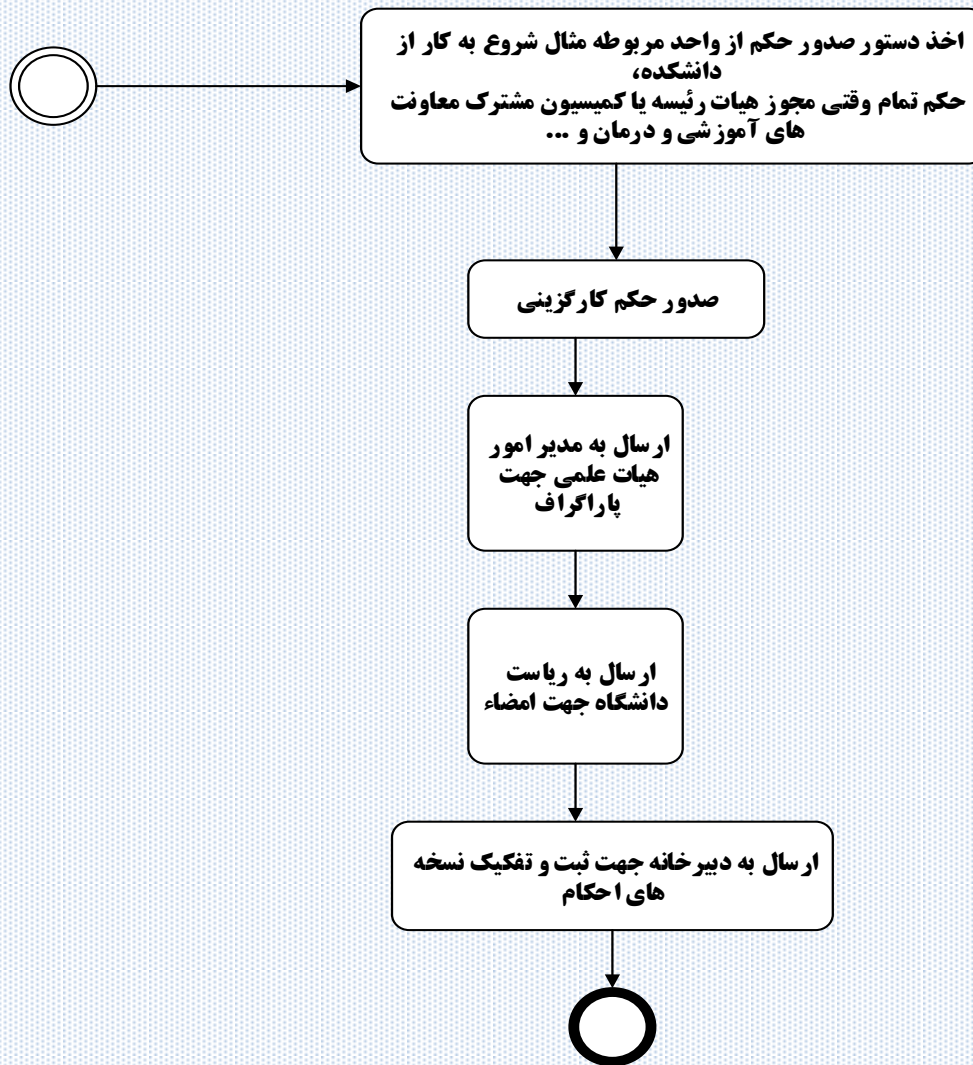 اخذ دستور صدور حکم از واحد مربوطه مثال شروع به کار از
دانشکده،
حکم تمام وقتی مجوز هیات رئیسه یا کمیسیون مشترک معاونت
های آموزشی و درمان و ...
صدور حکم کارگزینی
ارسال به مدیر امور
هیات علمی جهت
پاراگراف
ارسال به ریاست
دانشگاه جهت امضاء
ارسال به دبیرخانه جهت ثبت و تفکیک نسخه
های احکام